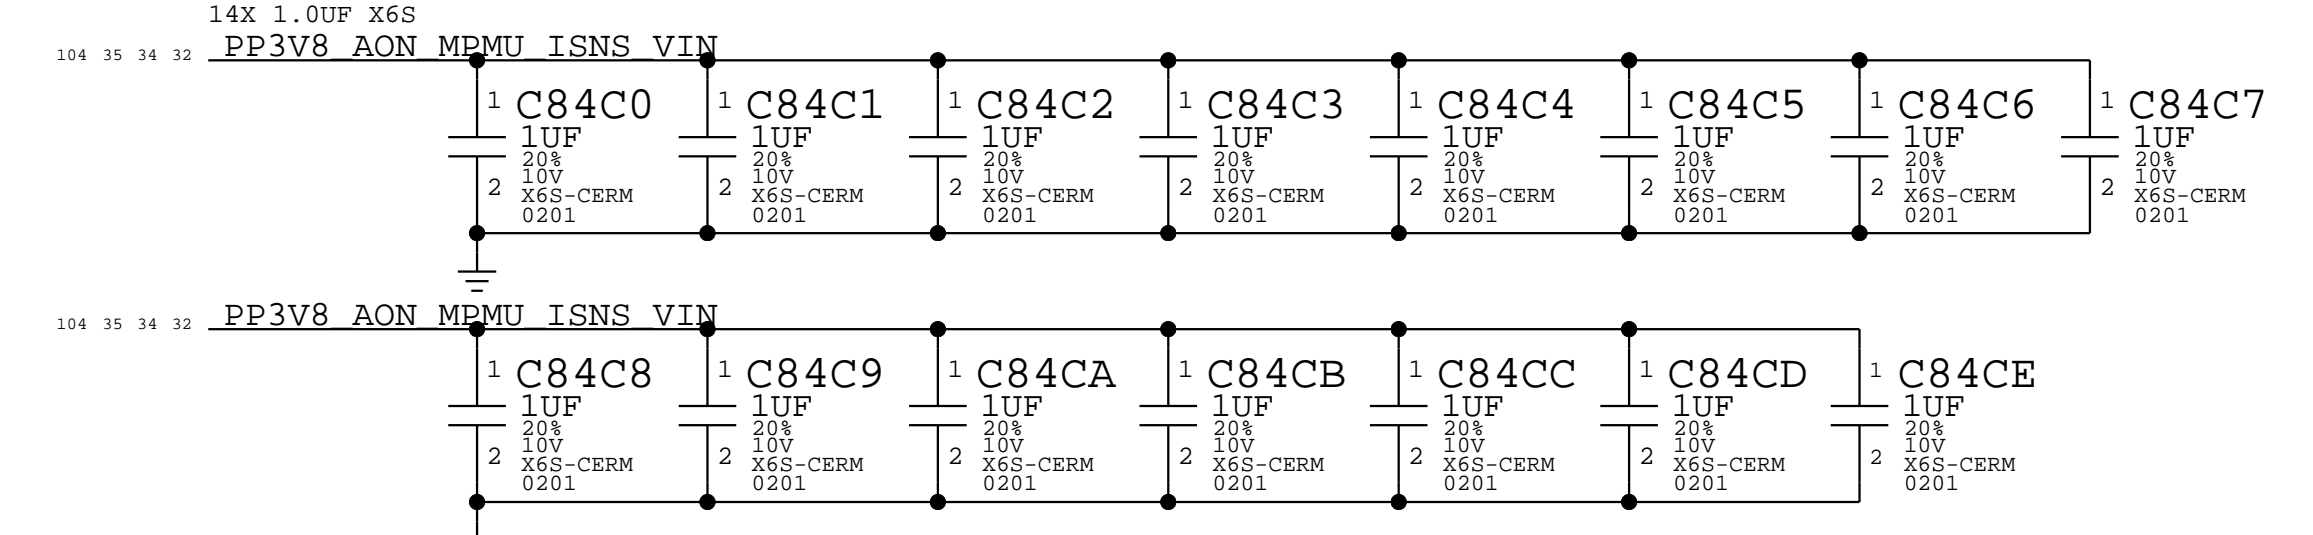 14X 1.0UF X6S
104 35 34 32 PP3V8_AON_MPMU_ISNS_VIN
1 C84C0 1 C84C1 1 C84C2 1 C84C3 1 C84C4 1 C84C5 1 C84C6 1 C84C7
1UF 1UF 1UF 1UF 1UF 1UF 1UF 1UF
20% 20% 20% 20% 20% 20% 20% 20%
10V 10V 10V 10V 10V 10V 10V 10V
2 X6S-CERM 2 X6S-CERM 2 X6S-CERM 2 X6S-CERM 2 X6S-CERM 2 X6S-CERM 2 X6S-CERM 2 X6S-CERM
0201 0201 0201 0201 0201 0201 0201 0201
104 35 34 32 PP3V8_AON_MPMU_ISNS_VIN
1 C84C8 1 C84C9 1 C84CA 1 C84CB 1 C84CC 1 C84CD 1 C84CE
1UF 1UF 1UF 1UF 1UF 1UF 1UF
20% 20% 20% 20% 20% 20% 20%
10V 10V 10V 10V 10V 10V 10V
2 X6S-CERM 2 X6S-CERM 2 X6S-CERM 2 X6S-CERM 2 X6S-CERM 2 X6S-CERM 2 X6S-CERM
0201 0201 0201 0201 0201 0201 0201